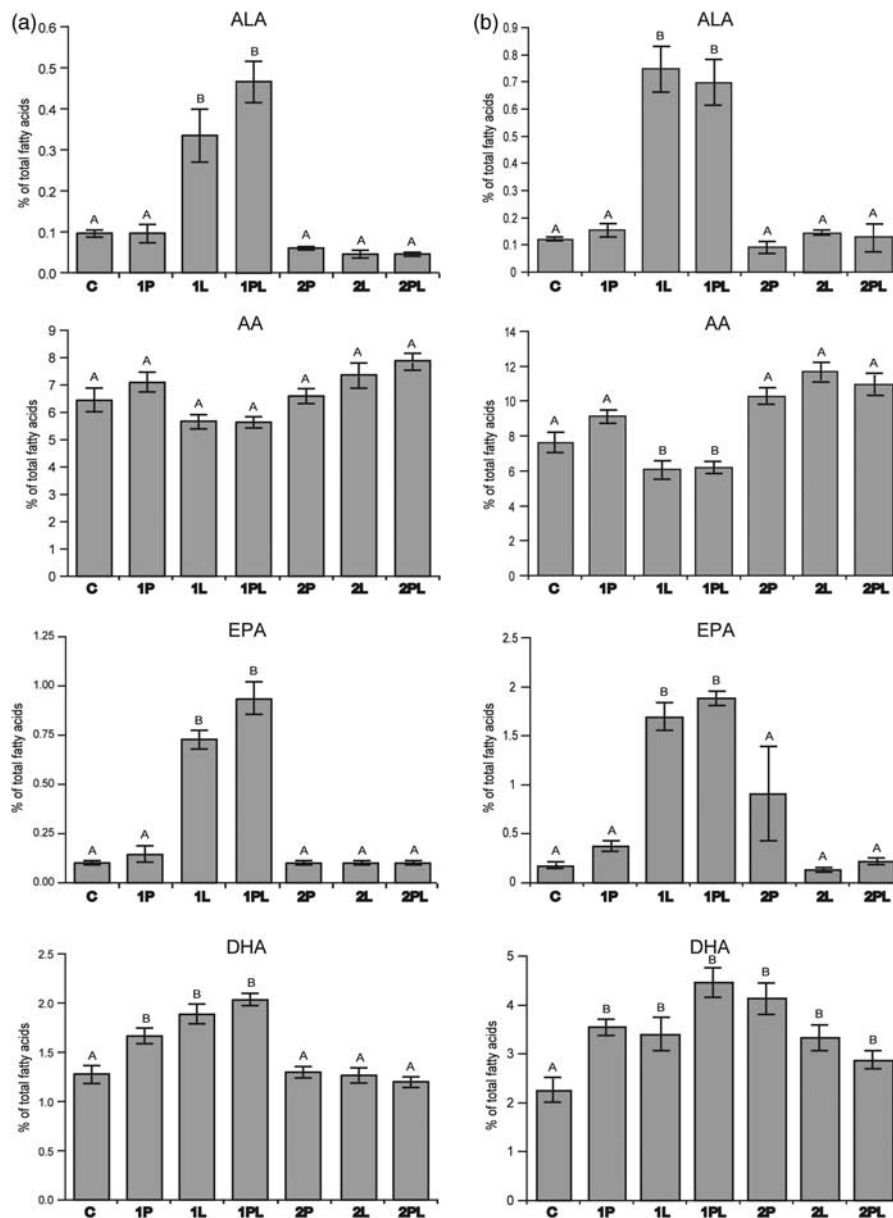 (a)
ALA
% of total fatty acids
0.6
0.5
0.4
0.3
0.2
0.1
0.0
A A B B A A A
C 1P 1L 1PL 2P 2L 2PL
AA
% of total fatty acids
9
8
7
6
5
4
3
2
1
0
A A A A A A A
C 1P 1L 1PL 2P 2L 2PL
EPA
% of total fatty acids
1.25
1.00
0.75
0.50
0.25
0.00
A A B B A A A
C 1P 1L 1PL 2P 2L 2PL
DHA
% of total fatty acids
2.5
2.0
1.5
1.0
0.5
0.0
A B B B A A A
C 1P 1L 1PL 2P 2L 2PL
(b)
ALA
% of total fatty acids
0.9
0.8
0.7
0.6
0.5
0.4
0.3
0.2
0.1
0
A A B B A A A
C 1P 1L 1PL 2P 2L 2PL
AA
% of total fatty acids
14
12
10
8
6
4
2
0
A A B B A A A
C 1P 1L 1PL 2P 2L 2PL
EPA
% of total fatty acids
2.5
2
1.5
1
0.5
0
A A B B A A A
C 1P 1L 1PL 2P 2L 2PL
DHA
% of total fatty acids
5
4
3
2
1
0
A B B B B B B
C 1P 1L 1PL 2P 2L 2PL